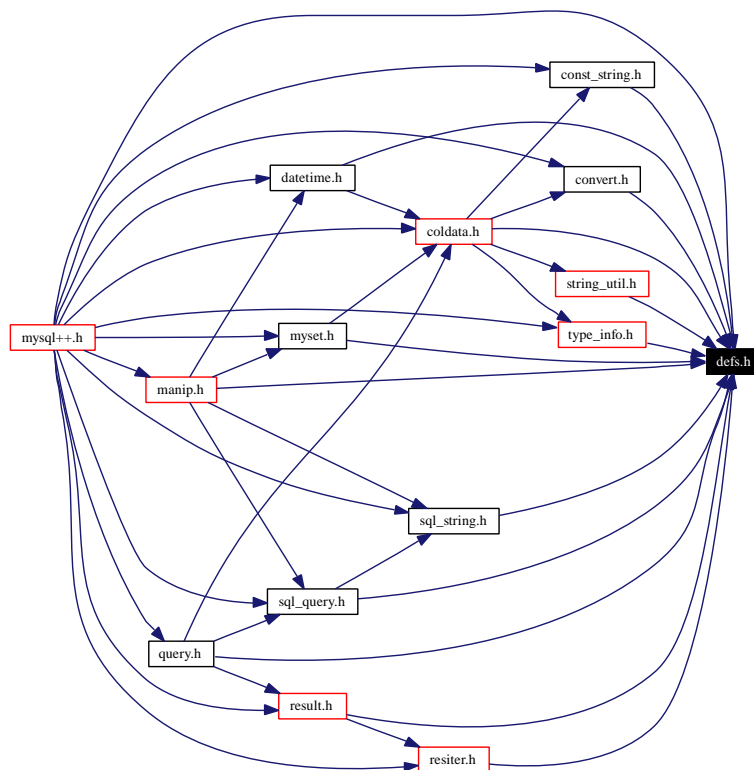 const_string.h
datetime.h
convert.h
coldata.h
string_util.h
mysql++.h
myset.h
type_info.h
defs.h
manip.h
sql_string.h
sql_query.h
query.h
result.h
resiter.h